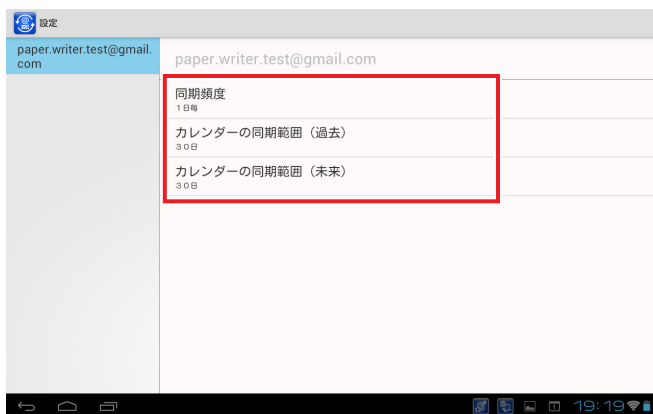 設定
paper.writer.test@gmail.
com
paper.writer.test@gmail.com
同期頻度
1日毎
カレンダーの同期範囲（過去）
30日
カレンダーの同期範囲（未来）
30日
1
19:19